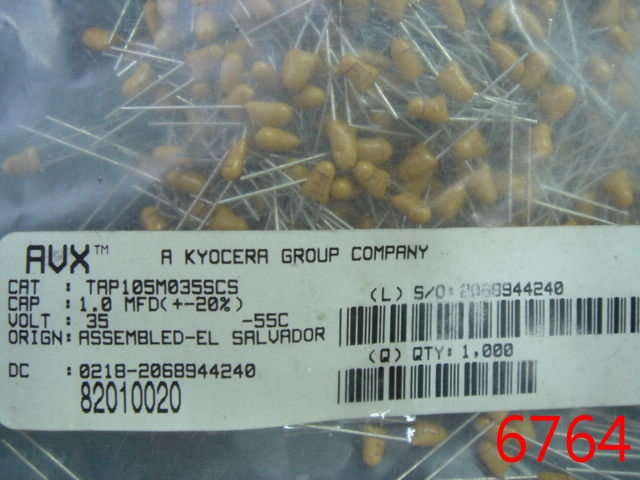 AVX™ A KYOCERA GROUP COMPANY
CAT : TAP105M035SCS
CAP : 1.0 MFD(+-20%)
VOLT : 35 -55C
ORIGN: ASSEMBLED-EL SALVADOR
DC : 0218-2068944240
82010020
(L) S/O: 2068944240
(Q) QTY: 1,000
6764